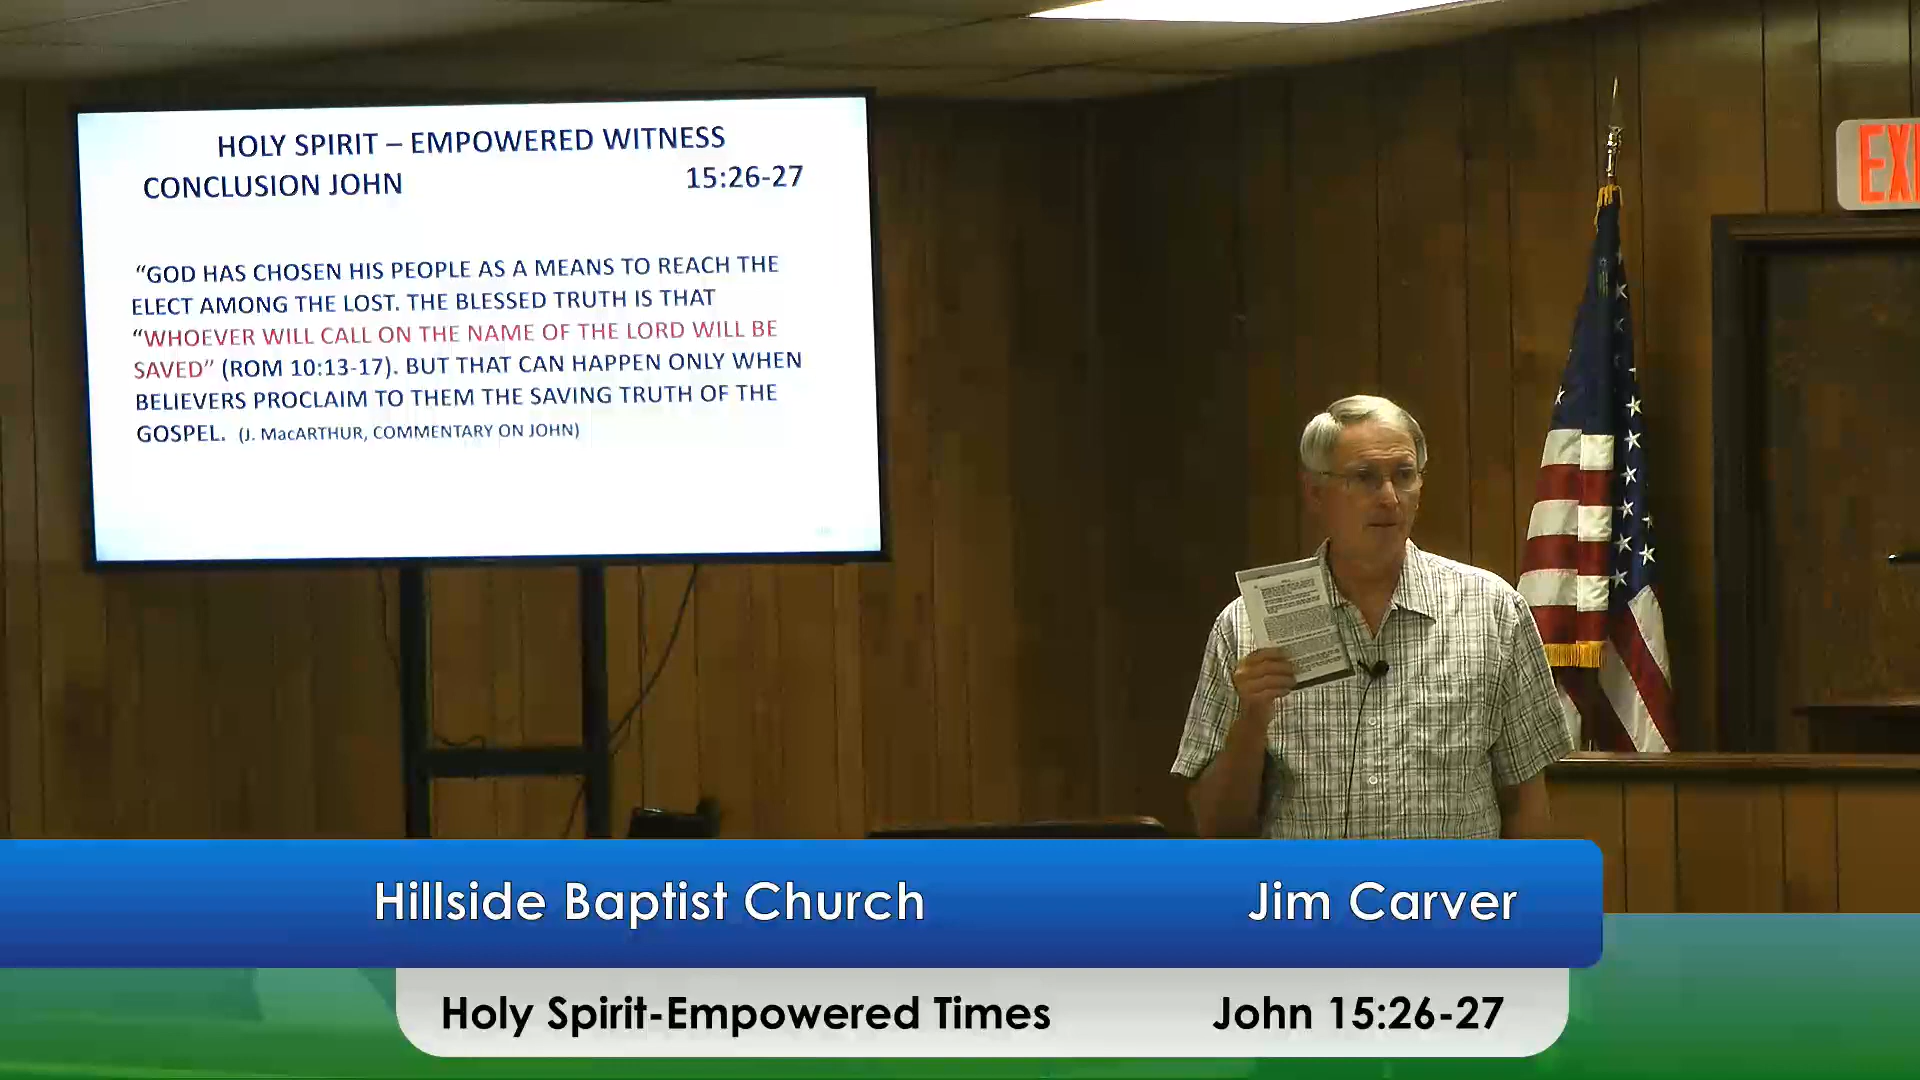 HOLY SPIRIT – EMPOWERED WITNESS
CONCLUSION JOHN 15:26-27
“GOD HAS CHOSEN HIS PEOPLE AS A MEANS TO REACH THE
ELECT AMONG THE LOST. THE BLESSED TRUTH IS THAT
“WHOEVER WILL CALL ON THE NAME OF THE LORD WILL BE
SAVED” (ROM 10:13-17). BUT THAT CAN HAPPEN ONLY WHEN
BELIEVERS PROCLAIM TO THEM THE SAVING TRUTH OF THE
GOSPEL. (J. MacARTHUR, COMMENTARY ON JOHN)
Hillside Baptist Church Jim Carver
Holy Spirit-Empowered Times John 15:26-27